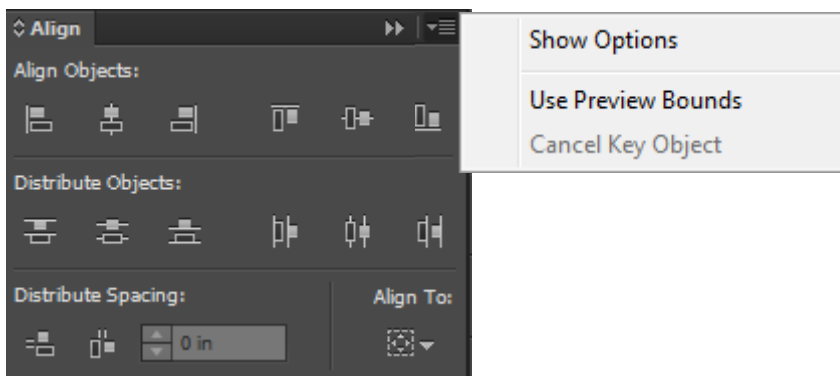 Align
Show Options
Align Objects:
Use Preview Bounds
Cancel Key Object
Distribute Objects:
Distribute Spacing:
Align To:
0 in